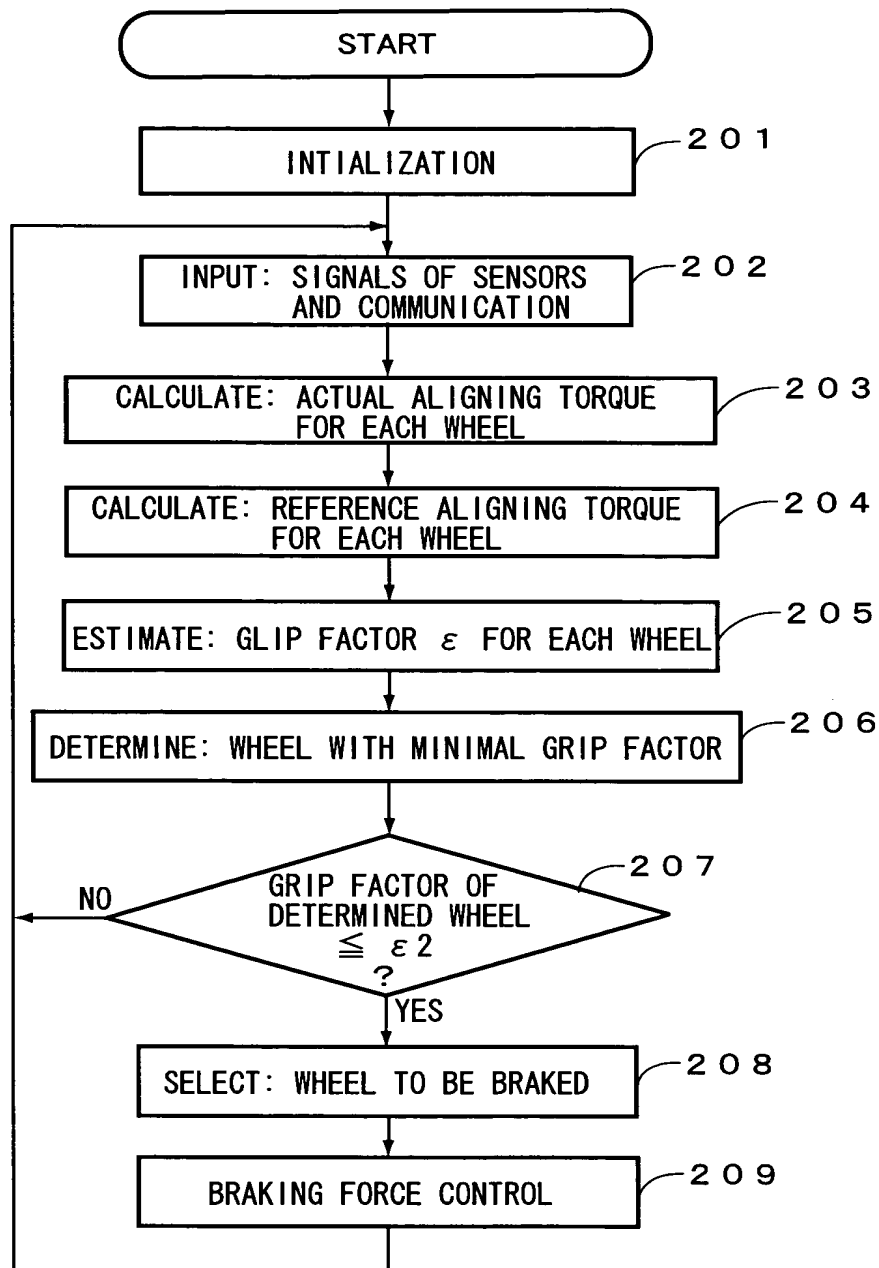 START
INTIALIZATION
201
INPUT: SIGNALS OF SENSORS
AND COMMUNICATION
202
CALCULATE: ACTUAL ALIGNING TORQUE
FOR EACH WHEEL
203
CALCULATE: REFERENCE ALIGNING TORQUE
FOR EACH WHEEL
204
ESTIMATE: GLIP FACTOR ε FOR EACH WHEEL
205
DETERMINE: WHEEL WITH MINIMAL GRIP FACTOR
206
GRIP FACTOR OF
DETERMINED WHEEL
≦ ε2
?
207
NO
YES
SELECT: WHEEL TO BE BRAKED
208
BRAKING FORCE CONTROL
209